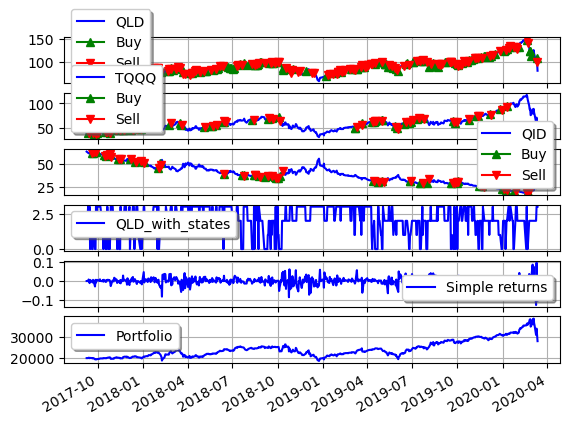 QLD
Buy
Sell
150
100
TQQQ
Buy
Sell
100
50
QID
Buy
Sell
50
25
QLD_with_states
2.5
0.0
0.1
0.0
−0.1
Simple returns
Portfolio
30000
20000
2017-10 2018-01 2018-04 2018-07 2018-10 2019-01 2019-04 2019-07 2019-10 2020-01 2020-04